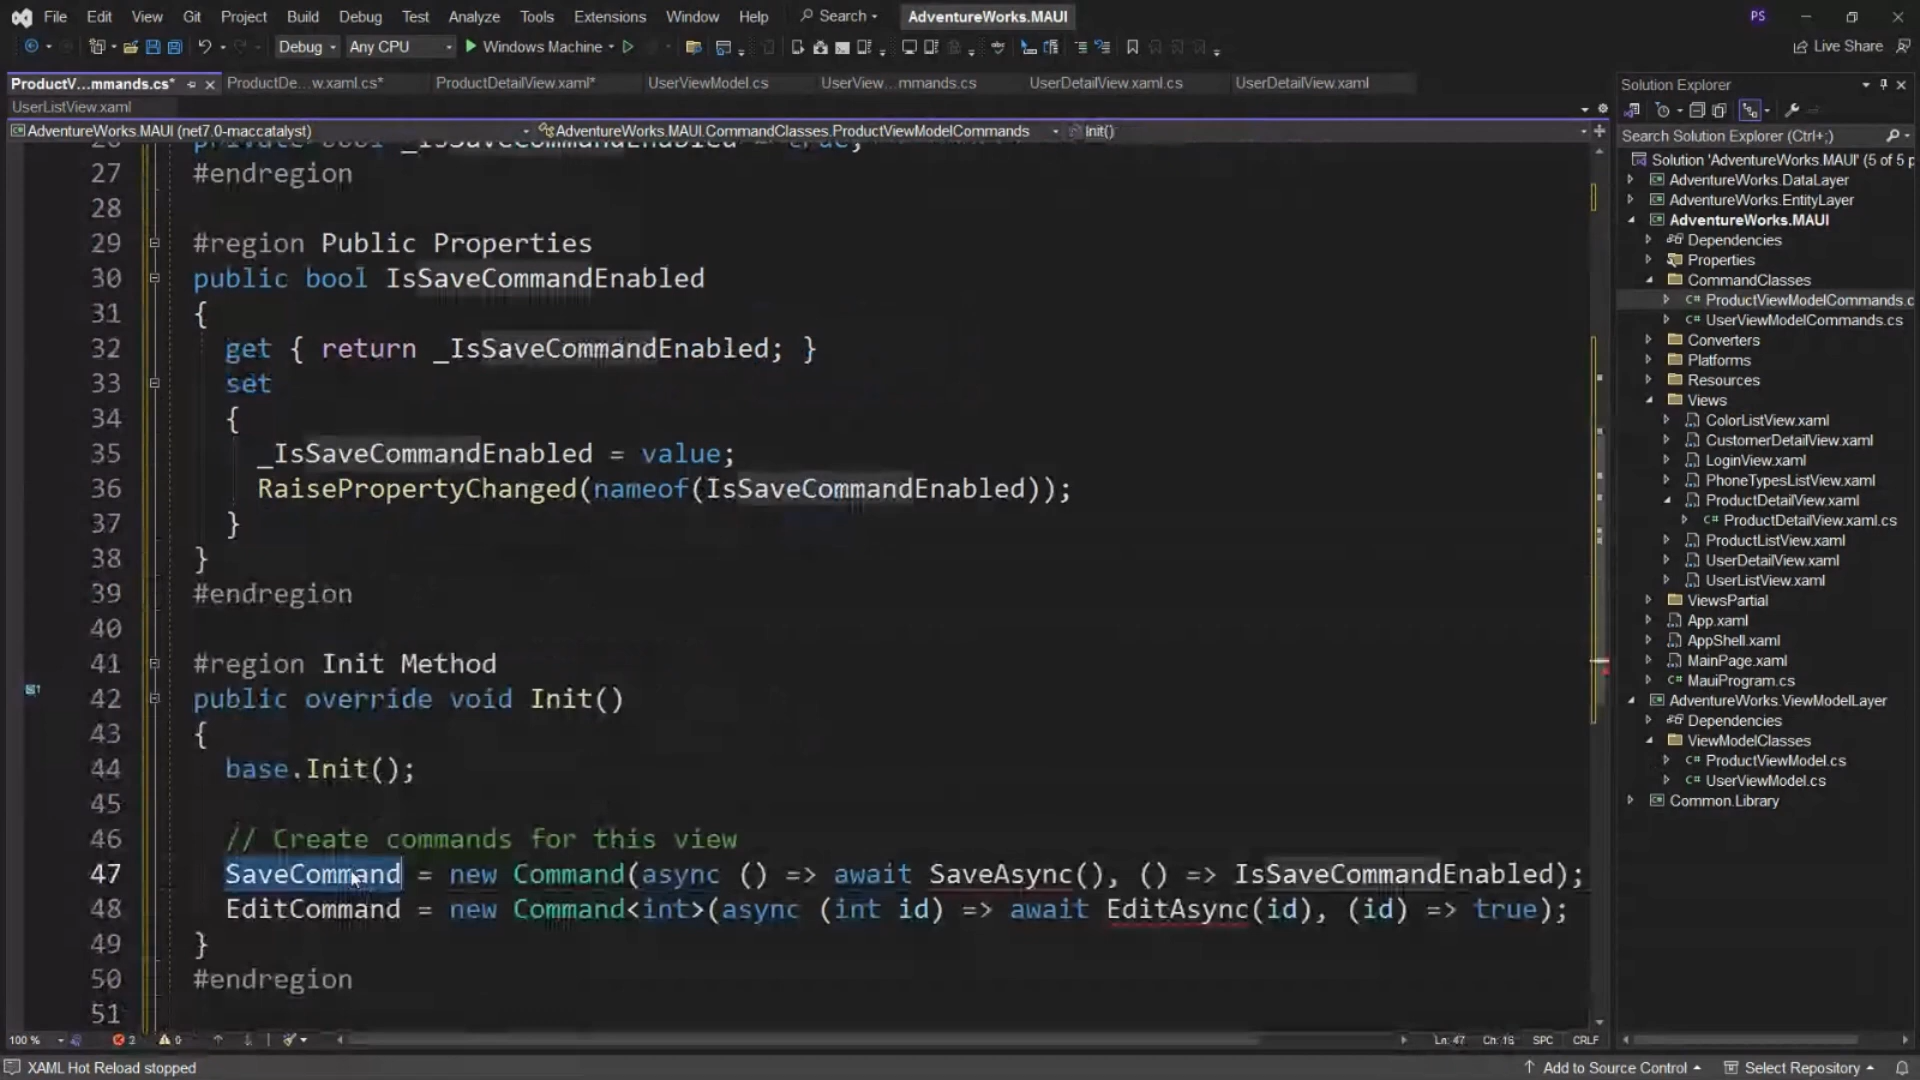 File Edit View Git Project Build Debug Test Analyze Tools Extensions Window Help Search AdventureWorks.MAUI PS
Debug Any CPU Windows Machine Live Share
ProductV...mmands.cs* ProductDe...w.xaml.cs* ProductDetailView.xaml* UserViewModel.cs UserView...mmands.cs UserDetailView.xaml.cs UserDetailView.xaml
UserListView.xaml
AdventureWorks.MAUI (net7.0-maccatalyst) AdventureWorks.MAUI.CommandClasses.ProductViewModelCommands Init()
26 private bool _IsSaveCommandEnabled = true;
27 #endregion
28
29 #region Public Properties
30 public bool IsSaveCommandEnabled
31 {
32 get { return _IsSaveCommandEnabled; }
33 set
34 {
35 _IsSaveCommandEnabled = value;
36 RaisePropertyChanged(nameof(IsSaveCommandEnabled));
37 }
38 }
39 #endregion
40
41 #region Init Method
42 public override void Init()
43 {
44 base.Init();
45
46 // Create commands for this view
47 SaveCommand = new Command(async () => await SaveAsync(), () => IsSaveCommandEnabled);
48 EditCommand = new Command<int>(async (int id) => await EditAsync(id), (id) => true);
49 }
50 #endregion
51
100 % 2 0 Ln: 47 Ch: 16 SPC CRLF
XAML Hot Reload stopped Add to Source Control Select Repository
Solution Explorer
Search Solution Explorer (Ctrl+;)
Solution 'AdventureWorks.MAUI' (5 of 5 p
AdventureWorks.DataLayer
AdventureWorks.EntityLayer
AdventureWorks.MAUI
Dependencies
Properties
CommandClasses
ProductViewModelCommands.c
UserViewModelCommands.cs
Converters
Platforms
Resources
Views
ColorListView.xaml
CustomerDetailView.xaml
LoginView.xaml
PhoneTypesListView.xaml
ProductDetailView.xaml
ProductDetailView.xaml.cs
ProductListView.xaml
UserDetailView.xaml
UserListView.xaml
ViewsPartial
App.xaml
AppShell.xaml
MainPage.xaml
MauiProgram.cs
AdventureWorks.ViewModelLayer
Dependencies
ViewModelClasses
ProductViewModel.cs
UserViewModel.cs
Common.Library